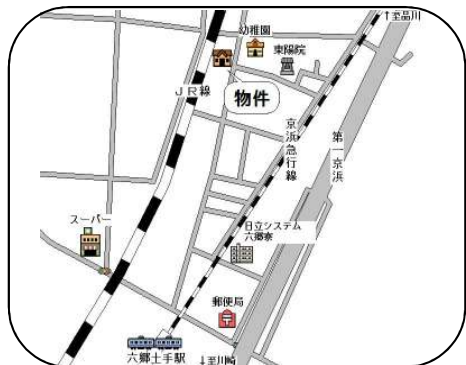 ↑至品川
幼稚園
東陽院
JR線
物件
京浜急行線
第一京浜
スーパー
日立システム
六郷寮
郵便局
六郷土手駅
↓至川崎